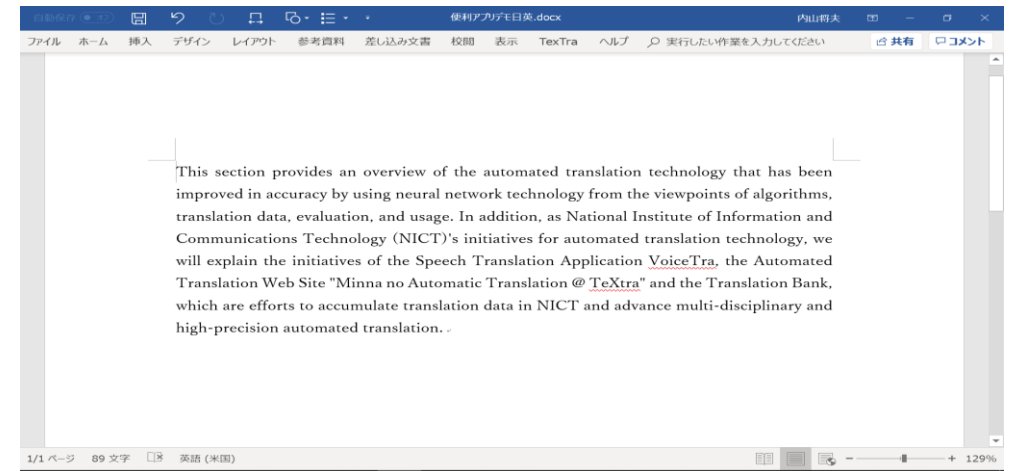 自動保存 便利アプリデモ日英.docx 内山将夫
ファイル ホーム 挿入 デザイン レイアウト 参考資料 差し込み文書 校閲 表示 TexTra ヘルプ 実行したい作業を入力してください 共有 コメント
This section provides an overview of the automated translation technology that has been
improved in accuracy by using neural network technology from the viewpoints of algorithms,
translation data, evaluation, and usage. In addition, as National Institute of Information and
Communications Technology (NICT)'s initiatives for automated translation technology, we
will explain the initiatives of the Speech Translation Application VoiceTra, the Automated
Translation Web Site "Minna no Automatic Translation @ TeXtra" and the Translation Bank,
which are efforts to accumulate translation data in NICT and advance multi-disciplinary and
high-precision automated translation.
1/1 ページ 89 文字 英語 (米国) 129%